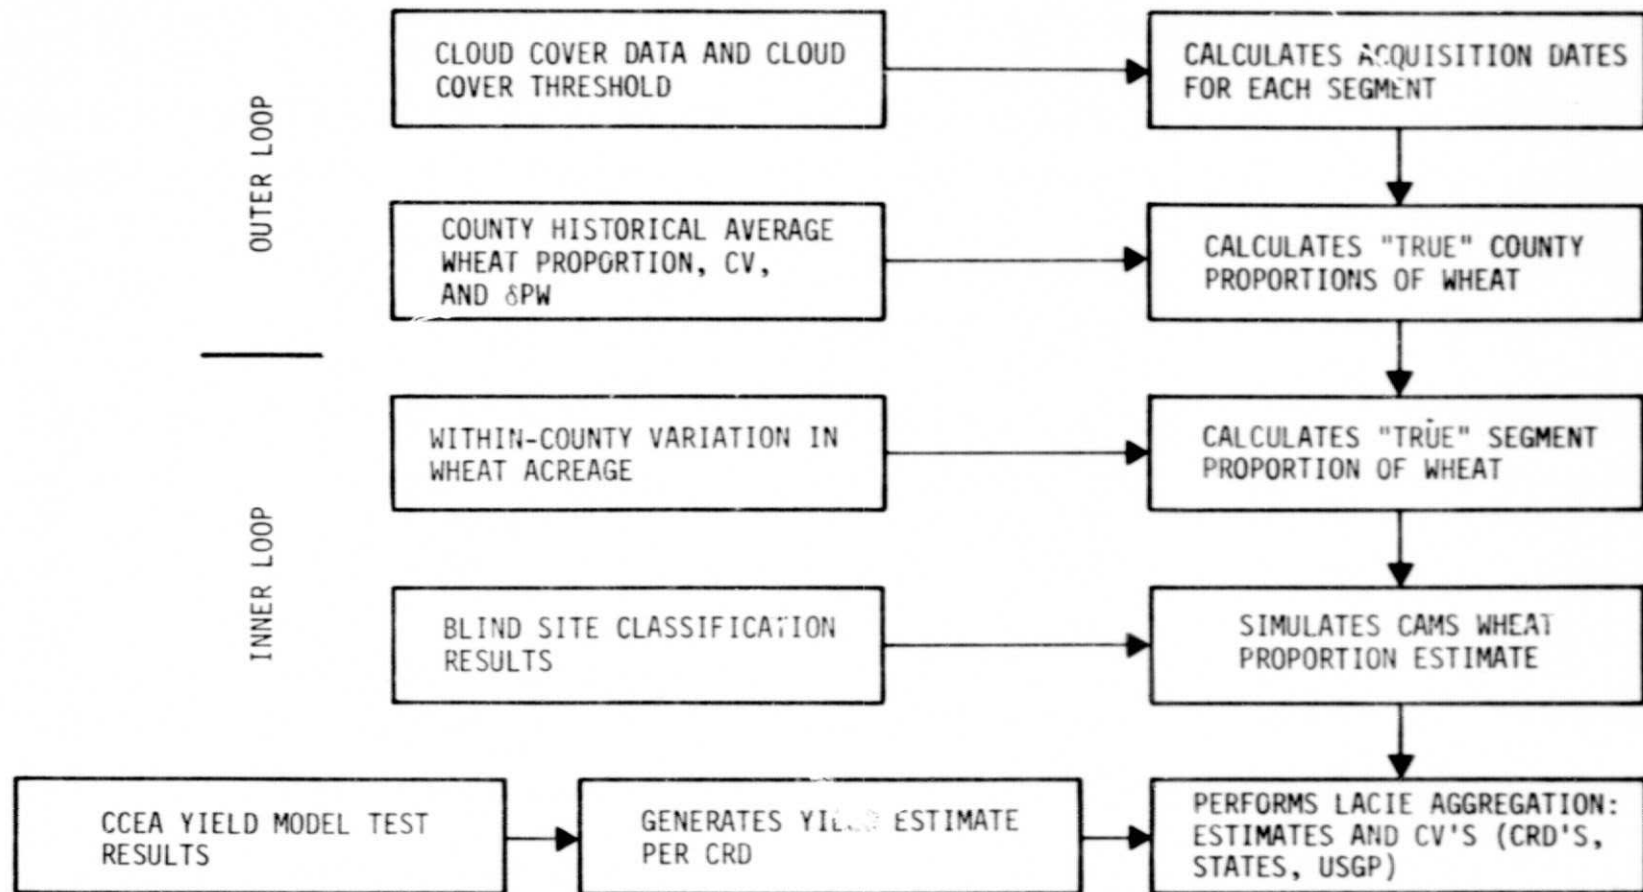 OUTER LOOP
CLOUD COVER DATA AND CLOUD
COVER THRESHOLD
CALCULATES ACQUISITION DATES
FOR EACH SEGMENT
COUNTY HISTORICAL AVERAGE
WHEAT PROPORTION, CV,
AND δPW
CALCULATES "TRUE" COUNTY
PROPORTIONS OF WHEAT
INNER LOOP
WITHIN-COUNTY VARIATION IN
WHEAT ACREAGE
CALCULATES "TRUE" SEGMENT
PROPORTION OF WHEAT
BLIND SITE CLASSIFICATION
RESULTS
SIMULATES CAMS WHEAT
PROPORTION ESTIMATE
CCEA YIELD MODEL TEST
RESULTS
GENERATES YIELD ESTIMATE
PER CRD
PERFORMS LACIE AGGREGATION:
ESTIMATES AND CV'S (CRD'S,
STATES, USGP)